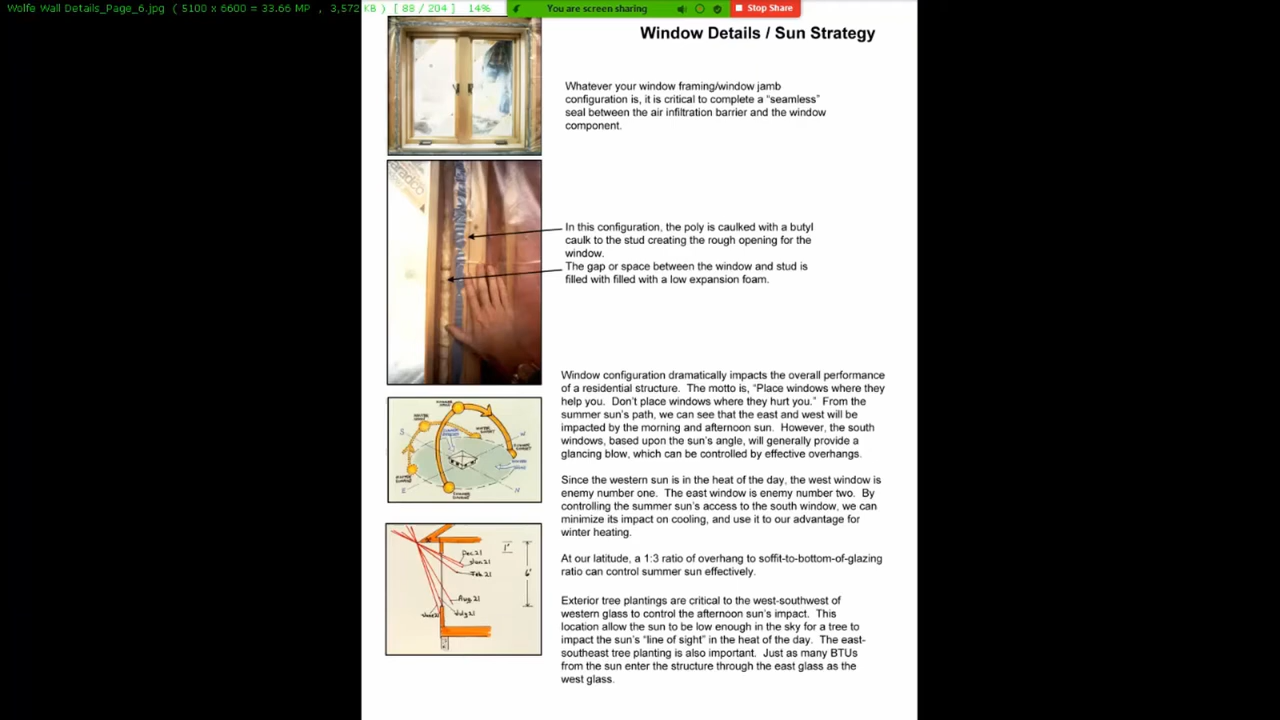 Wolfe Wall Details_Page_6.jpg ( 5100 x 6600 = 33.66 MP , 3,572 KB ) [ 88 / 204 ] 14%
You are screen sharing
Stop Share
Window Details / Sun Strategy
Whatever your window framing/window jamb
configuration is, it is critical to complete a “seamless”
seal between the air infiltration barrier and the window
component.
In this configuration, the poly is caulked with a butyl
caulk to the stud creating the rough opening for the
window.
The gap or space between the window and stud is
filled with filled with a low expansion foam.
Window configuration dramatically impacts the overall performance
of a residential structure. The motto is, “Place windows where they
help you. Don’t place windows where they hurt you.” From the
summer sun’s path, we can see that the east and west will be
impacted by the morning and afternoon sun. However, the south
windows, based upon the sun’s angle, will generally provide a
glancing blow, which can be controlled by effective overhangs.
S
W
E
N
Since the western sun is in the heat of the day, the west window is
enemy number one. The east window is enemy number two. By
controlling the summer sun’s access to the south window, we can
minimize its impact on cooling, and use it to our advantage for
winter heating.
Dec 21
Jan 21
Feb 21
Aug 21
July 21
June 21
1'
6'
At our latitude, a 1:3 ratio of overhang to soffit-to-bottom-of-glazing
ratio can control summer sun effectively.
Exterior tree plantings are critical to the west-southwest of
western glass to control the afternoon sun’s impact. This
location allow the sun to be low enough in the sky for a tree to
impact the sun’s “line of sight” in the heat of the day. The east-
southeast tree planting is also important. Just as many BTUs
from the sun enter the structure through the east glass as the
west glass.